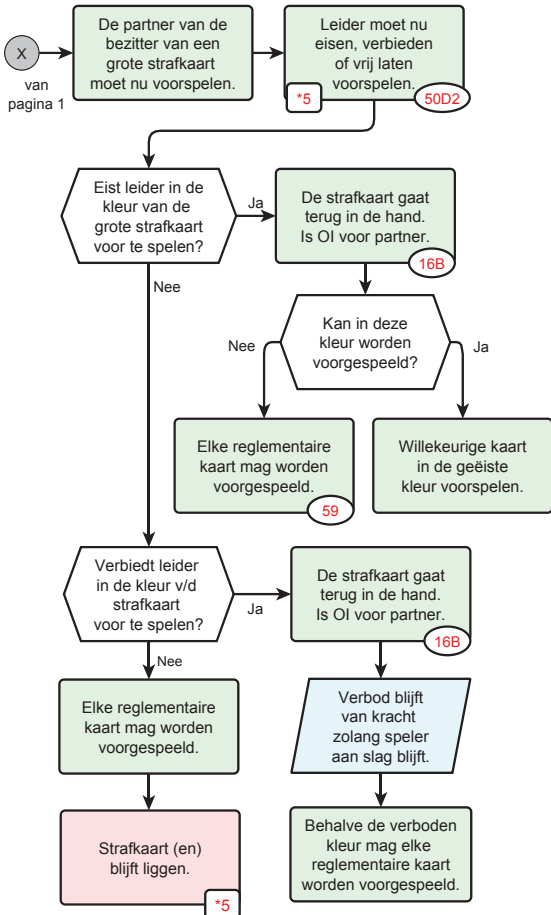 X
van
pagina 1
De partner van de
bezitter van een
grote strafkaart
moet nu voorspelen.
Leider moet nu
eisen, verbieden
of vrij laten
voorspelen.
*5
50D2
Eist leider in de
kleur van de
grote strafkaart
voor te spelen?
Ja
Nee
De strafkaart gaat
terug in de hand.
Is OI voor partner.
16B
Kan in deze
kleur worden
voorgespeeld?
Nee
Ja
Elke reglementaire
kaart mag worden
voorgespeeld.
59
Willekeurige kaart
in de geëiste
kleur voorspelen.
Verbiedt leider
in de kleur v/d
strafkaart
voor te spelen?
Ja
Nee
De strafkaart gaat
terug in de hand.
Is OI voor partner.
16B
Elke reglementaire
kaart mag worden
voorgespeeld.
Verbod blijft
van kracht
zolang speler
aan slag blijft.
Strafkaart (en)
blijft liggen.
*5
Behalve de verboden
kleur mag elke
reglementaire kaart
worden voorgespeeld.